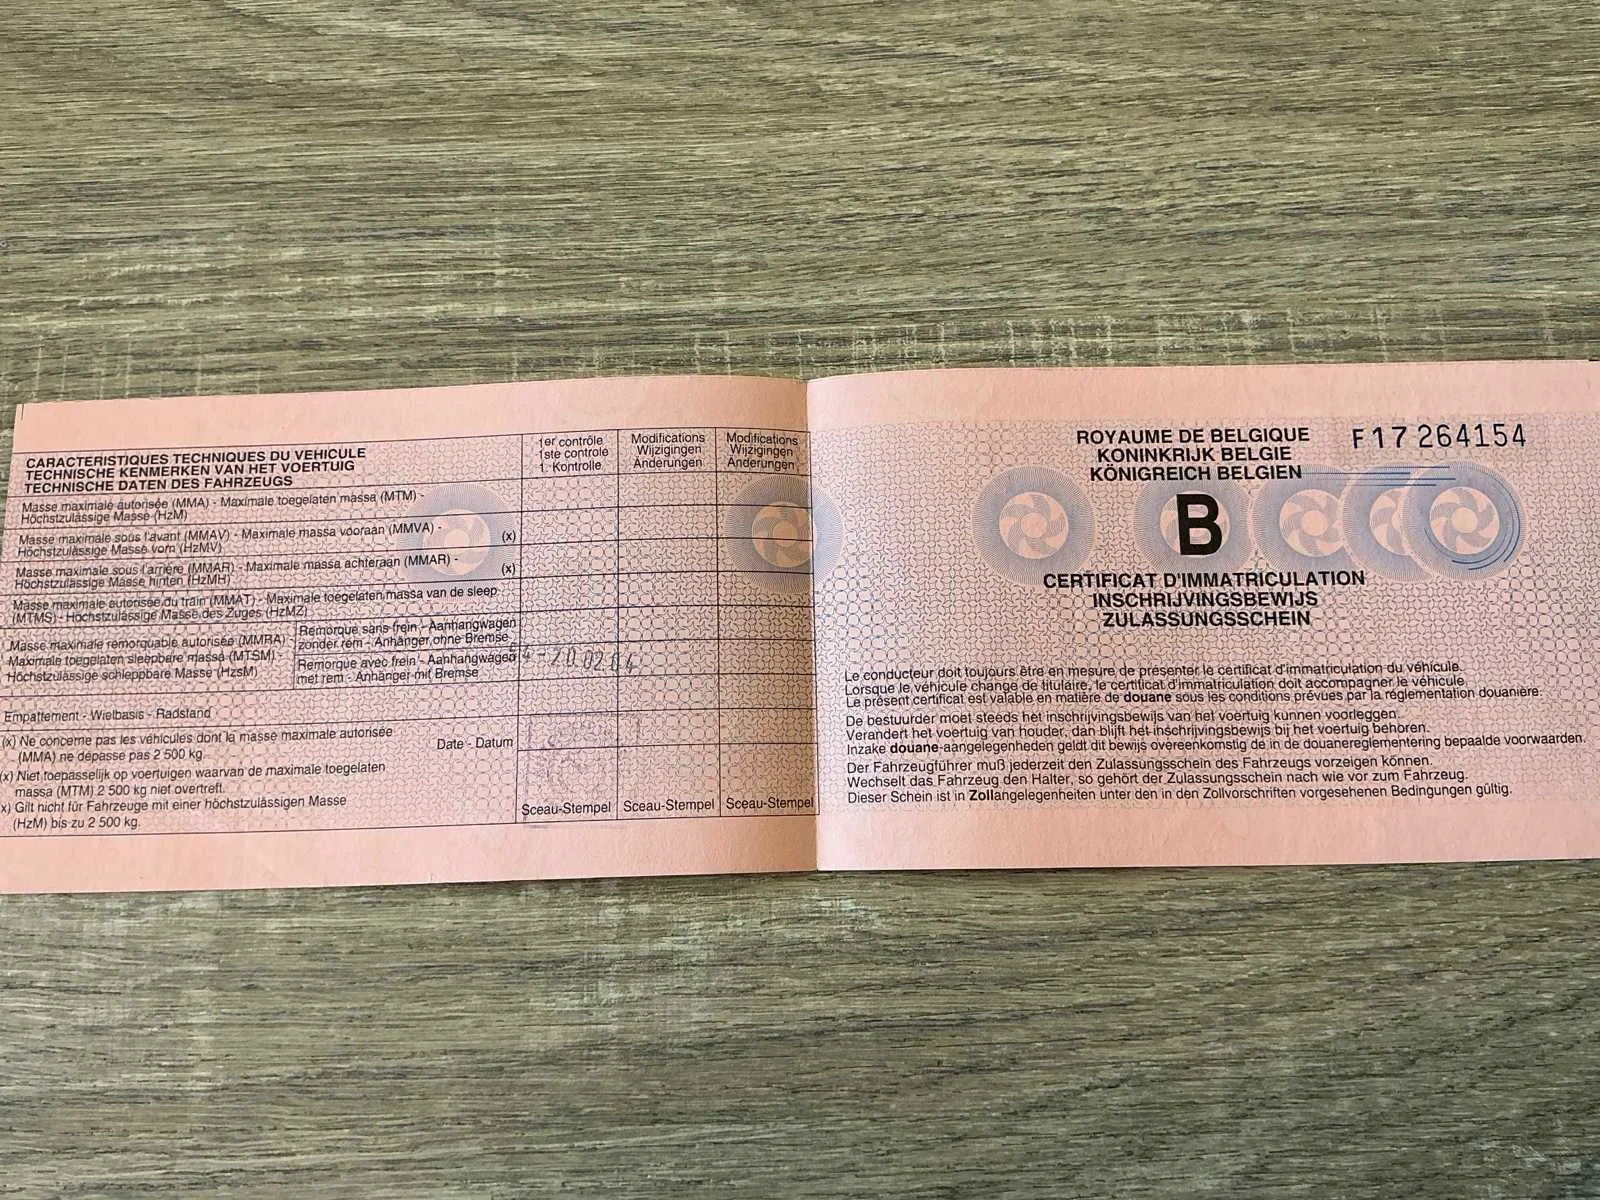 CARACTERISTIQUES TECHNIQUES DU VEHICULE
TECHNISCHE KENMERKEN VAN HET VOERTUIG
TECHNISCHE DATEN DES FAHRZEUGS
1er contrôle
1ste controle
1. Kontrolle
Modifications
Wijzigingen
Änderungen
Modifications
Wijzigingen
Änderungen
Masse maximale autorisée (MMA) - Maximale toegelaten massa (MTM) -
Höchstzulässige Masse (HzM)
Masse maximale sous l'avant (MMAV) - Maximale massa vooraan (MMVA) -
Höchstzulässige Masse vorn (HzMV)
(x)
Masse maximale sous l'arrière (MMAR) - Maximale massa achteraan (MMAR) -
Höchstzulässige Masse hinten (HzMH)
(x)
Masse maximale autorisée du train (MMAT) - Maximale toegelaten massa van de sleep
(MTMS) - Höchstzulässige Masse des Zuges (HzMZ)
Masse maximale remorquable autorisée (MMRA)
Maximale toegelaten sleepbare massa (MTSM)
Höchstzulässige schleppbare Masse (HzsM)
Remorque sans frein - Aanhangwagen
zonder rem - Anhänger ohne Bremse
Remorque avec frein - Aanhangwagen
met rem - Anhänger mit Bremse
4-20.02.04
Empattement - Wielbasis - Radstand
(x) Ne concerne pas les véhicules dont la masse maximale autorisée
(MMA) ne dépasse pas 2 500 kg.
(x) Niet toepasselijk op voertuigen waarvan de maximale toegelaten
massa (MTM) 2 500 kg niet overtreft.
x) Gilt nicht für Fahrzeuge mit einer höchstzulässigen Masse
(HzM) bis zu 2 500 kg.
Date - Datum
Sceau-Stempel
Sceau-Stempel
Sceau-Stempel
ROYAUME DE BELGIQUE
KONINKRIJK BELGIE
KÖNIGREICH BELGIEN
F17 264154
B
CERTIFICAT D'IMMATRICULATION
INSCHRIJVINGSBEWIJS
ZULASSUNGSSCHEIN
Le conducteur doit toujours être en mesure de présenter le certificat d'immatriculation du véhicule.
Lorsque le véhicule change de titulaire, le certificat d'immatriculation doit accompagner le véhicule.
Le présent certificat est valable en matière de douane sous les conditions prévues par la réglementation douanière.
De bestuurder moet steeds het inschrijvingsbewijs van het voertuig kunnen voorleggen.
Verandert het voertuig van houder, dan blijft het inschrijvingsbewijs bij het voertuig behoren.
Inzake douane-aangelegenheden geldt dit bewijs overeenkomstig de in de douanereglementering bepaalde voorwaarden.
Der Fahrzeugführer muß jederzeit den Zulassungsschein des Fahrzeugs vorzeigen können.
Wechselt das Fahrzeug den Halter, so gehört der Zulassungsschein nach wie vor zum Fahrzeug.
Dieser Schein ist in Zollangelegenheiten unter den in den Zollvorschriften vorgesehenen Bedingungen gültig.